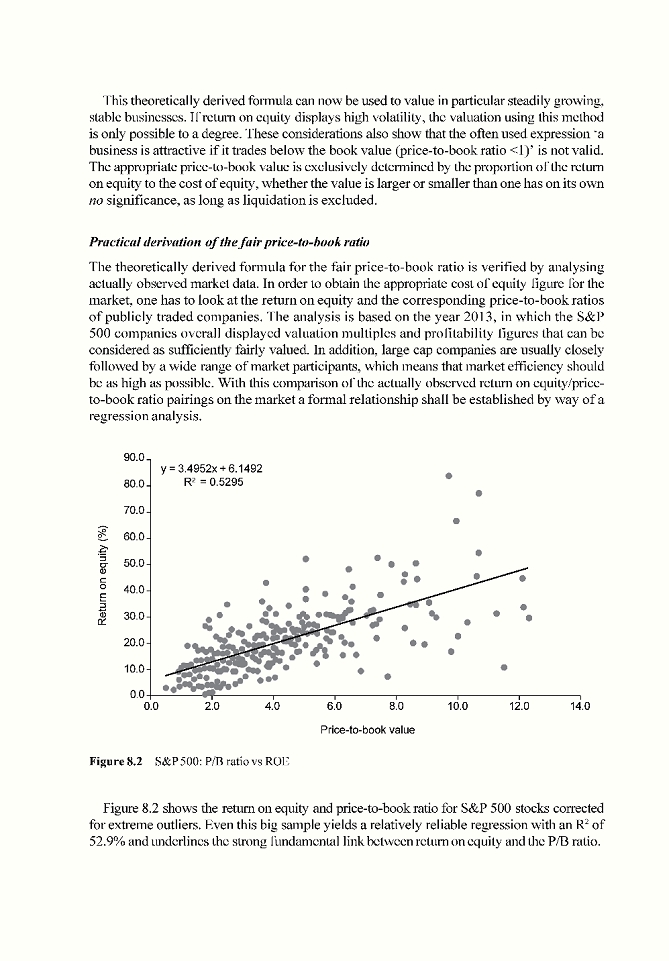 This theoretically derived formula can now be used to value in particular steadily growing,
stable businesses. If return on equity displays high volatility, the valuation using this method
is only possible to a degree. These considerations also show that the often used expression 'a
business is attractive if it trades below the book value (price-to-book ratio <1)' is not valid.
The appropriate price-to-book value is exclusively determined by the proportion of the return
on equity to the cost of equity, whether the value is larger or smaller than one has on its own
no significance, as long as liquidation is excluded.
Practical derivation of the fair price-to-book ratio
The theoretically derived formula for the fair price-to-book ratio is verified by analysing
actually observed market data. In order to obtain the appropriate cost of equity figure for the
market, one has to look at the return on equity and the corresponding price-to-book ratios
of publicly traded companies. The analysis is based on the year 2013, in which the S&P
500 companies overall displayed valuation multiples and profitability figures that can be
considered as sufficiently fairly valued. In addition, large cap companies are usually closely
followed by a wide range of market participants, which means that market efficiency should
be as high as possible. With this comparison of the actually observed return on equity/price-
to-book ratio pairings on the market a formal relationship shall be established by way of a
regression analysis.
y = 3.4952x + 6.1492
R² = 0.5295
Return on equity (%)
90.0
80.0
70.0
60.0
50.0
40.0
30.0
20.0
10.0
0.0
0.0 2.0 4.0 6.0 8.0 10.0 12.0 14.0
Price-to-book value
Figure 8.2 S&P 500: P/B ratio vs ROE
Figure 8.2 shows the return on equity and price-to-book ratio for S&P 500 stocks corrected
for extreme outliers. Even this big sample yields a relatively reliable regression with an R² of
52.9% and underlines the strong fundamental link between return on equity and the P/B ratio.